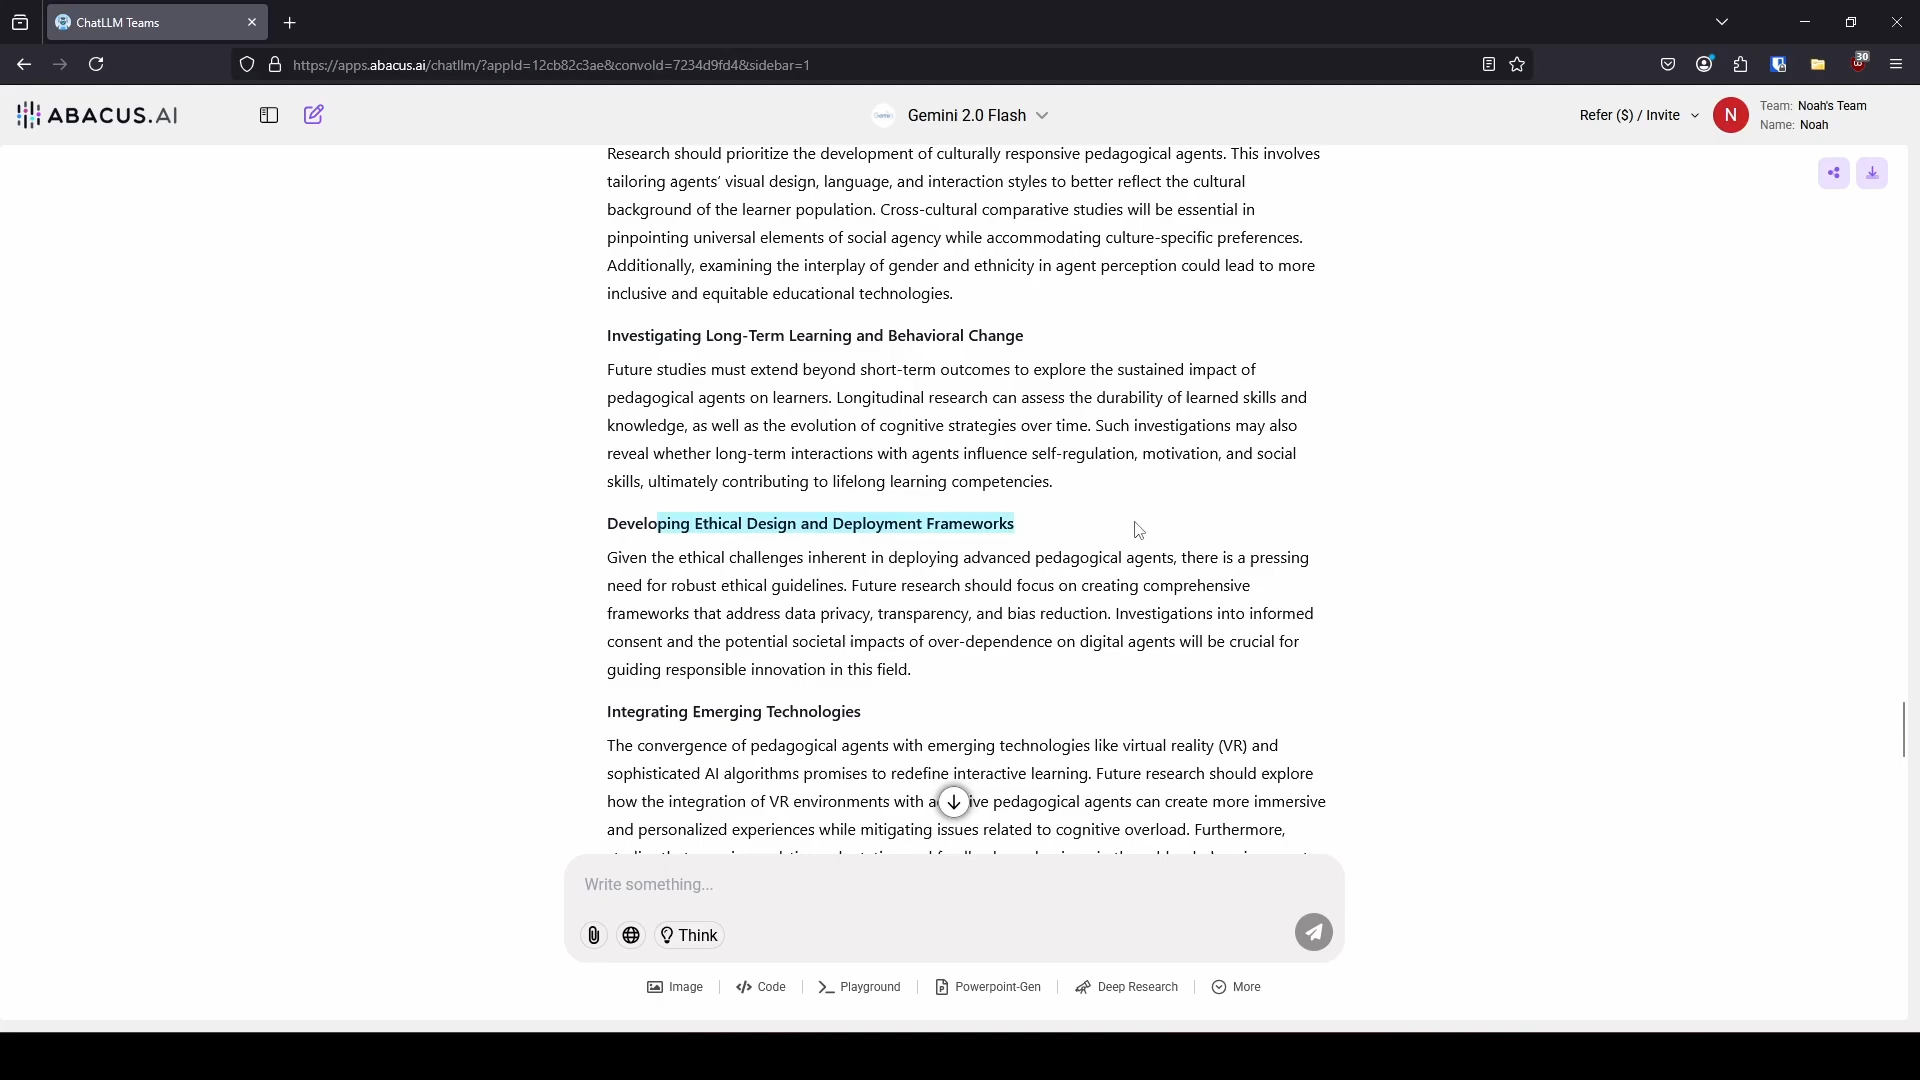 ChatLLM Teams
https://apps.abacus.ai/chatllm/?appId=12cb82c3ae&convoId=7234d9fd4&sidebar=1
30
ABACUS.AI
Gemini
Gemini 2.0 Flash
Refer ($) / Invite
N
Team: Noah's Team
Name: Noah
Research should prioritize the development of culturally responsive pedagogical agents. This involves
tailoring agents' visual design, language, and interaction styles to better reflect the cultural
background of the learner population. Cross-cultural comparative studies will be essential in
pinpointing universal elements of social agency while accommodating culture-specific preferences.
Additionally, examining the interplay of gender and ethnicity in agent perception could lead to more
inclusive and equitable educational technologies.
Investigating Long-Term Learning and Behavioral Change
Future studies must extend beyond short-term outcomes to explore the sustained impact of
pedagogical agents on learners. Longitudinal research can assess the durability of learned skills and
knowledge, as well as the evolution of cognitive strategies over time. Such investigations may also
reveal whether long-term interactions with agents influence self-regulation, motivation, and social
skills, ultimately contributing to lifelong learning competencies.
Developing Ethical Design and Deployment Frameworks
Given the ethical challenges inherent in deploying advanced pedagogical agents, there is a pressing
need for robust ethical guidelines. Future research should focus on creating comprehensive
frameworks that address data privacy, transparency, and bias reduction. Investigations into informed
consent and the potential societal impacts of over-dependence on digital agents will be crucial for
guiding responsible innovation in this field.
Integrating Emerging Technologies
The convergence of pedagogical agents with emerging technologies like virtual reality (VR) and
sophisticated AI algorithms promises to redefine interactive learning. Future research should explore
how the integration of VR environments with a ive pedagogical agents can create more immersive
and personalized experiences while mitigating issues related to cognitive overload. Furthermore,
Write something...
Think
Image
Code
Playground
Powerpoint-Gen
Deep Research
More